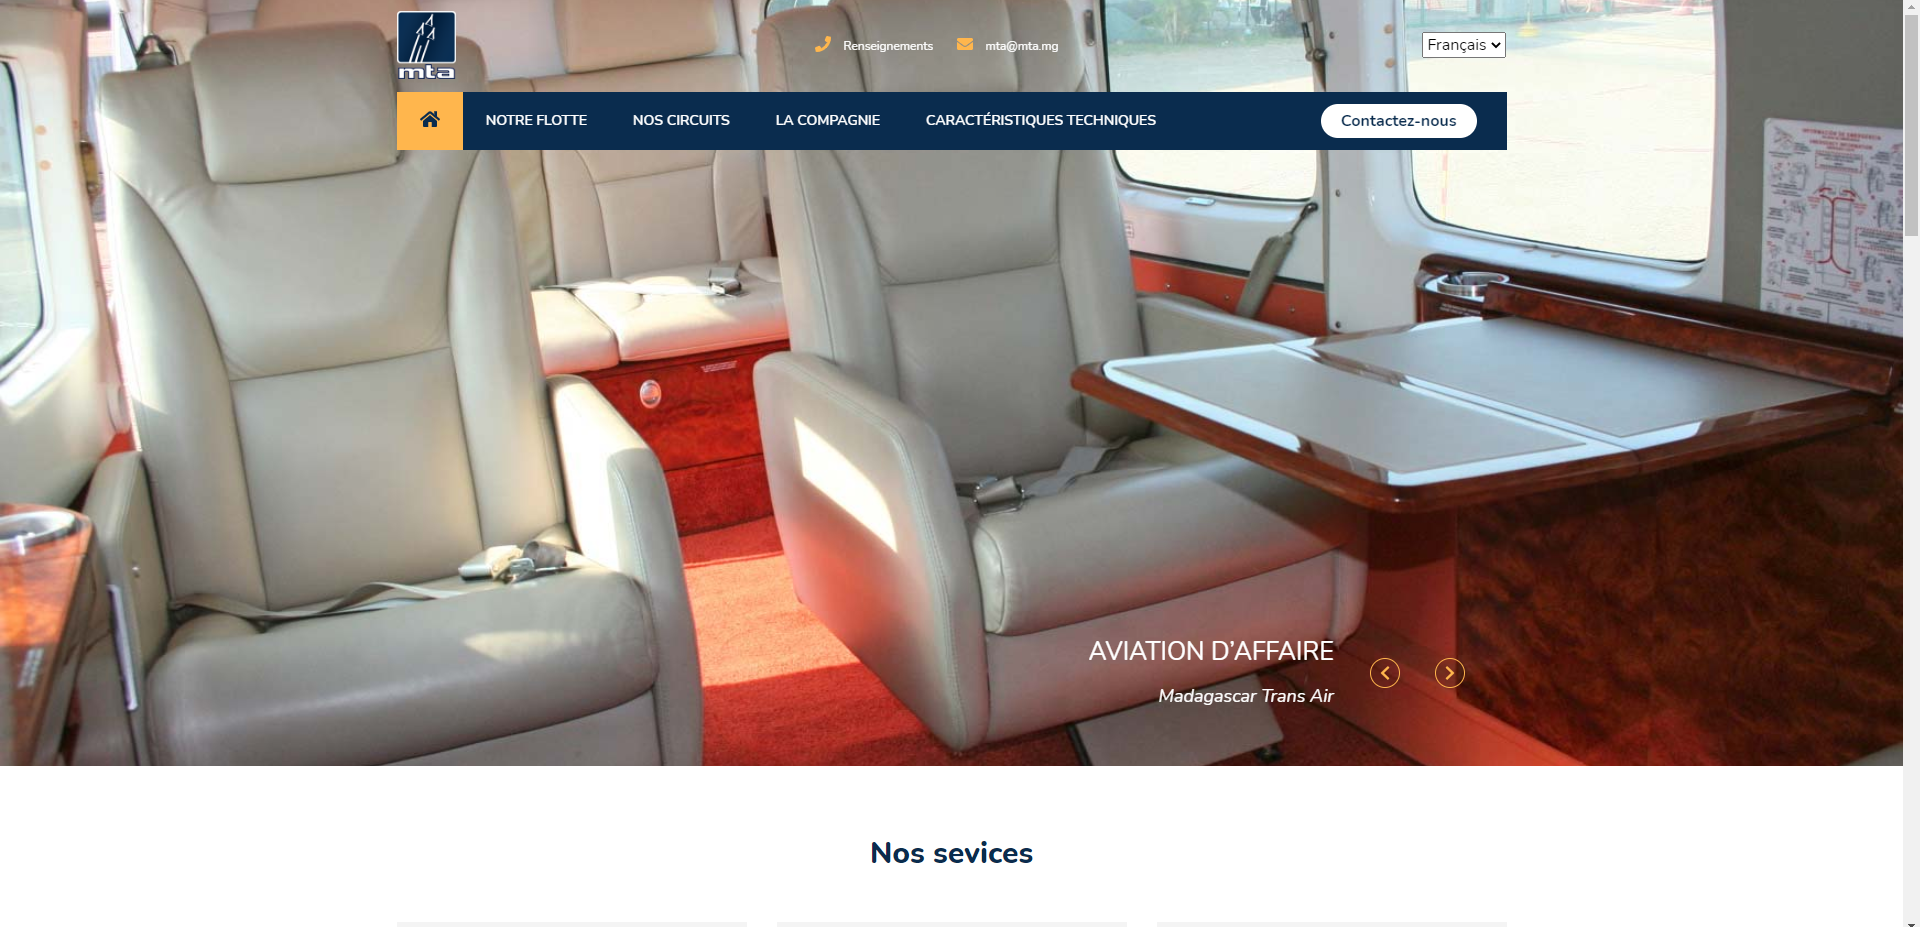 mta
Renseignements
mta@mta.mg
Français
NOTRE FLOTTE
NOS CIRCUITS
LA COMPAGNIE
CARACTÉRISTIQUES TECHNIQUES
Contactez-nous
AVIATION D’AFFAIRE
Madagascar Trans Air
Nos sevices